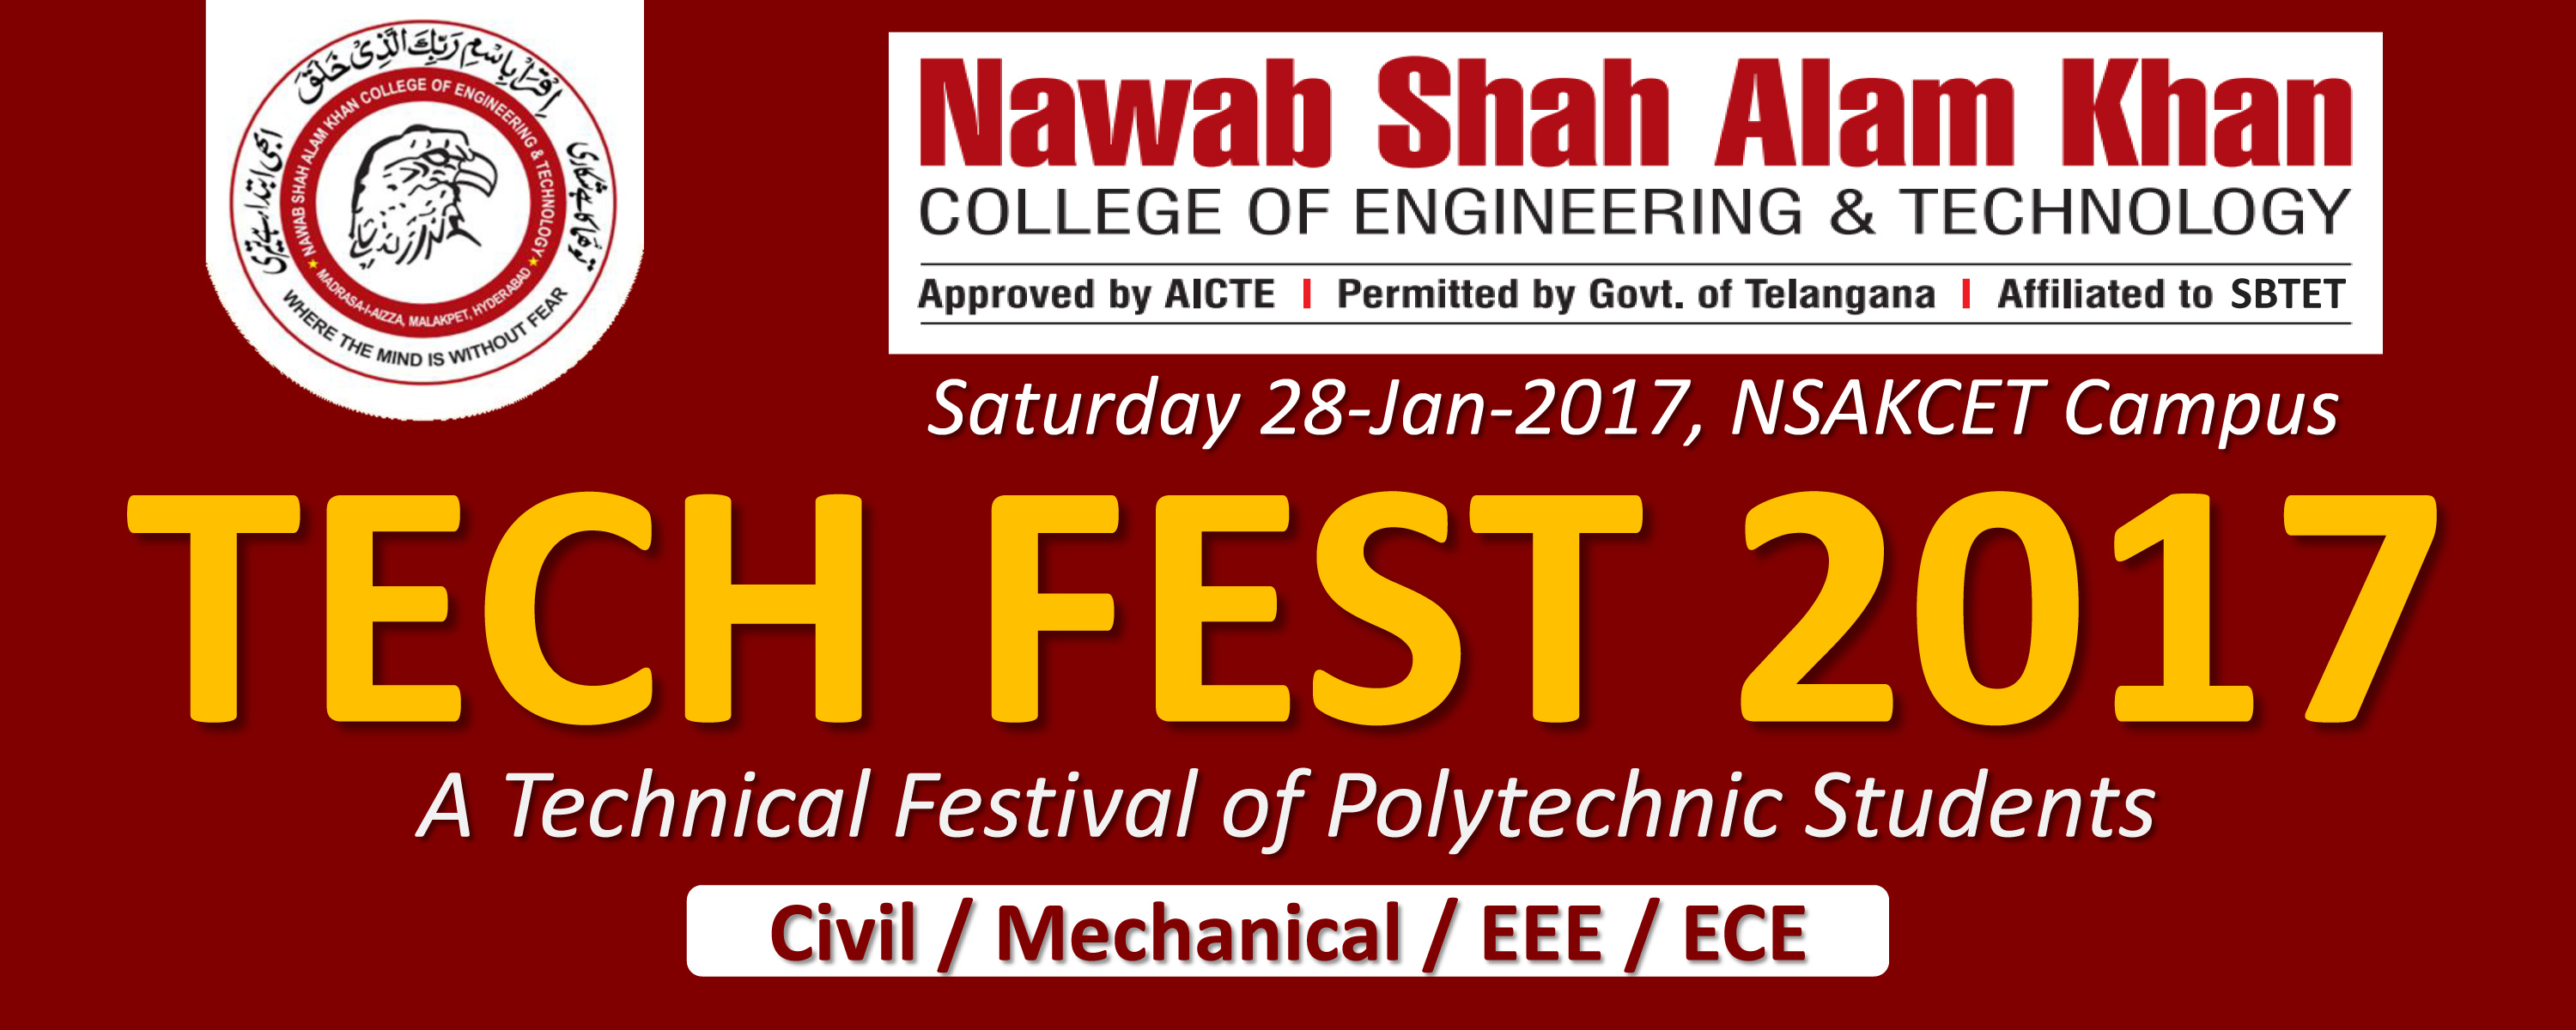 اِقْرَاْ بِاسْمِ رَبِّكَ الَّذِىْ خَلَقَ
NAWAB SHAH ALAM KHAN COLLEGE OF ENGINEERING & TECHNOLOGY
MADRASA-I-AIZZA, MALAKPET, HYDERABAD
WHERE THE MIND IS WITHOUT FEAR
Nawab Shah Alam Khan
COLLEGE OF ENGINEERING & TECHNOLOGY
Approved by AICTE | Permitted by Govt. of Telangana | Affiliated to SBTET
Saturday 28-Jan-2017, NSAKCET Campus
TECH FEST 2017
A Technical Festival of Polytechnic Students
Civil / Mechanical / EEE / ECE